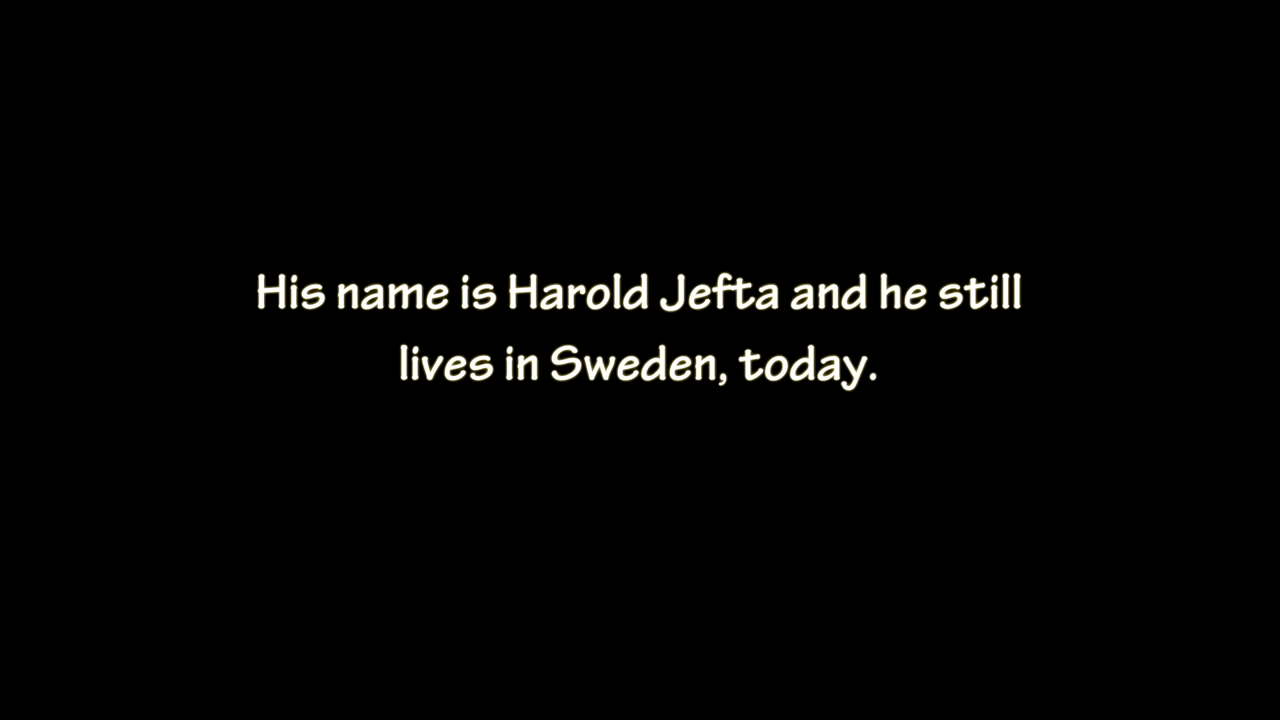 His name is Harold Jefta and he still
lives in Sweden, today.